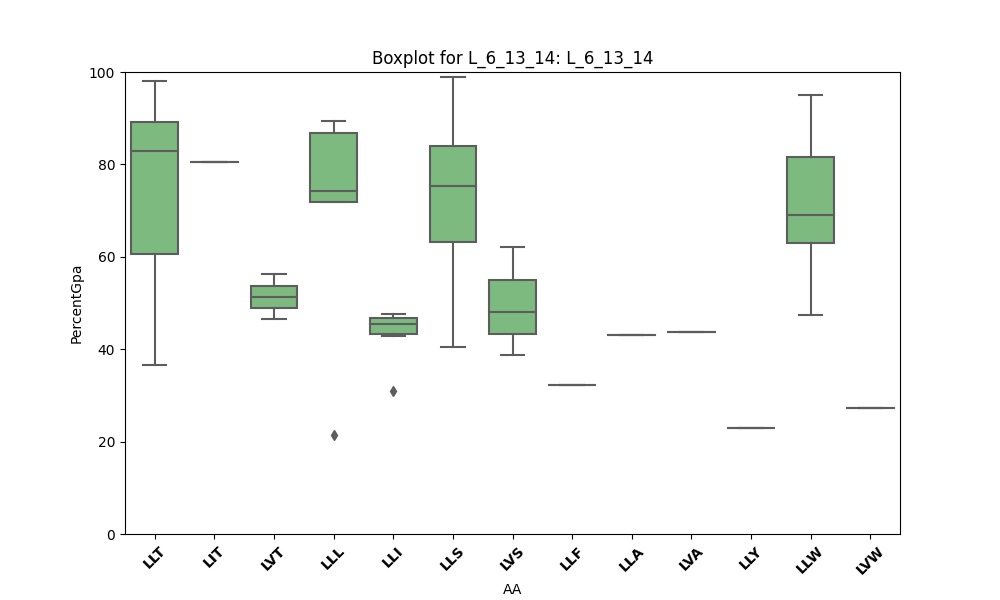 Boxplot for L_6_13_14: L_6_13_14
100
80
60
40
20
0
PercentGpa
LLT LIT LVT LLL LLI LLS LVS LLF LLA LVA LLY LLW LVW
AA